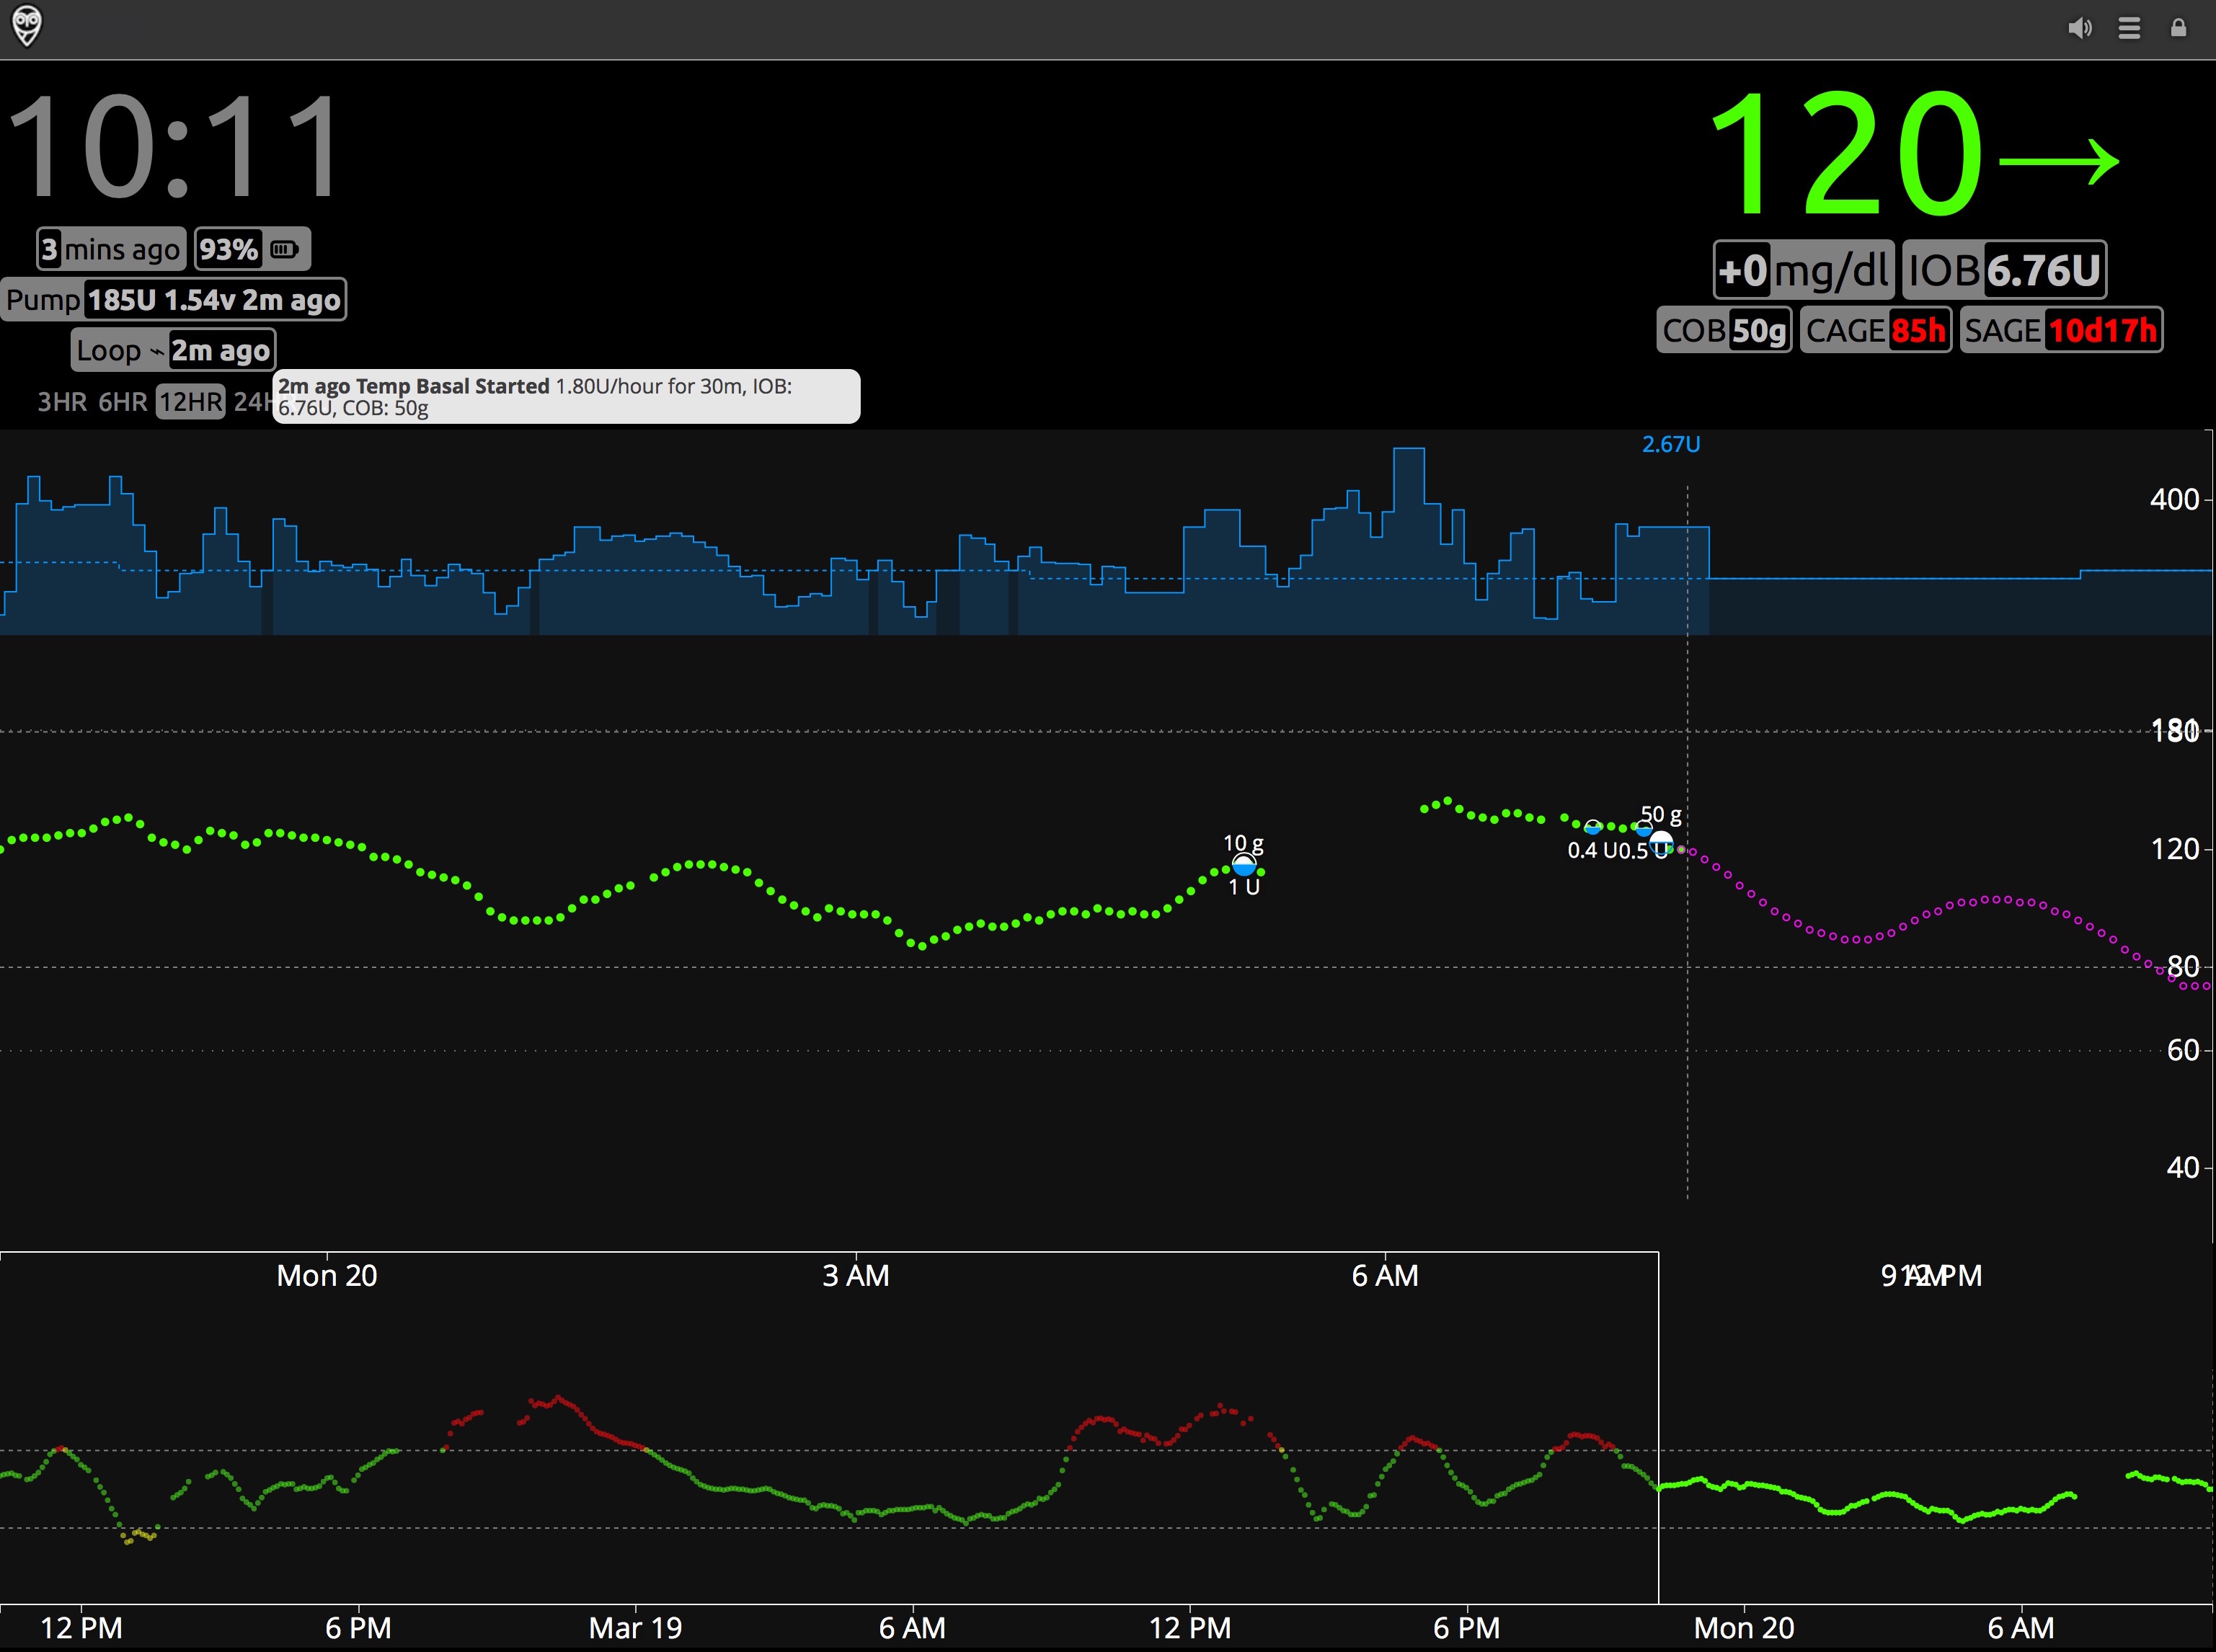 10:11
120→
3 mins ago 93%
+0 mg/dl IOB 6.76U
Pump 185U 1.54v 2m ago
COB 50g CAGE 85h SAGE 10d17h
Loop ⌁ 2m ago
3HR 6HR 12HR 24H
2m ago Temp Basal Started 1.80U/hour for 30m, IOB:
6.76U, COB: 50g
2.67U
400
180
50 g
10 g
120
0.4 U 0.5 U
1 U
80
60
40
Mon 20 3 AM 6 AM 9 AM 12 PM
12 PM 6 PM Mar 19 6 AM 12 PM 6 PM Mon 20 6 AM